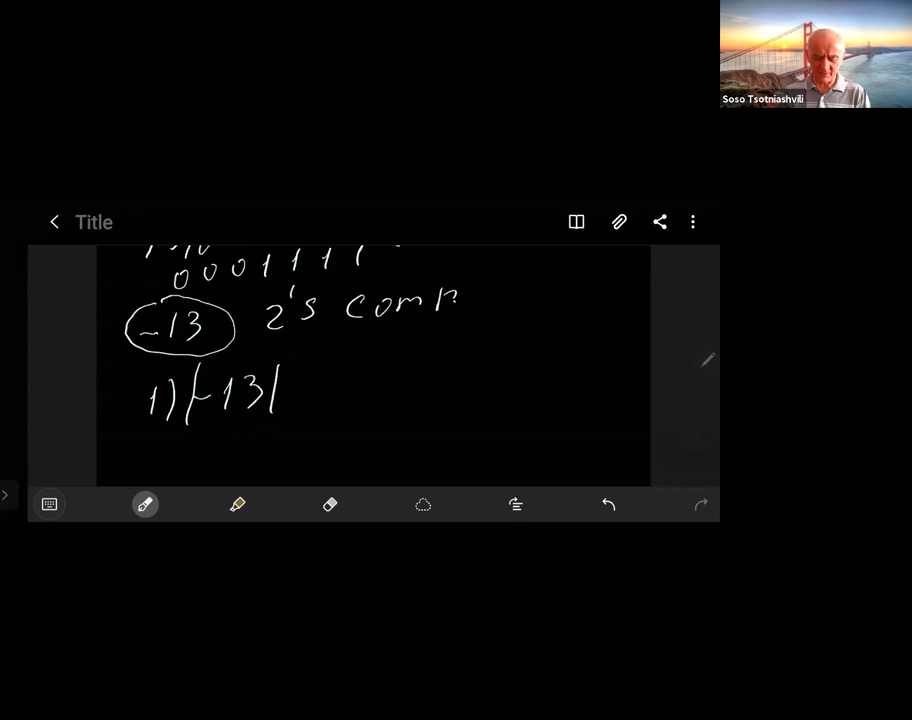 Soso Tsotniashvili
Title
0001111
-13 2's comp
1) |-13|